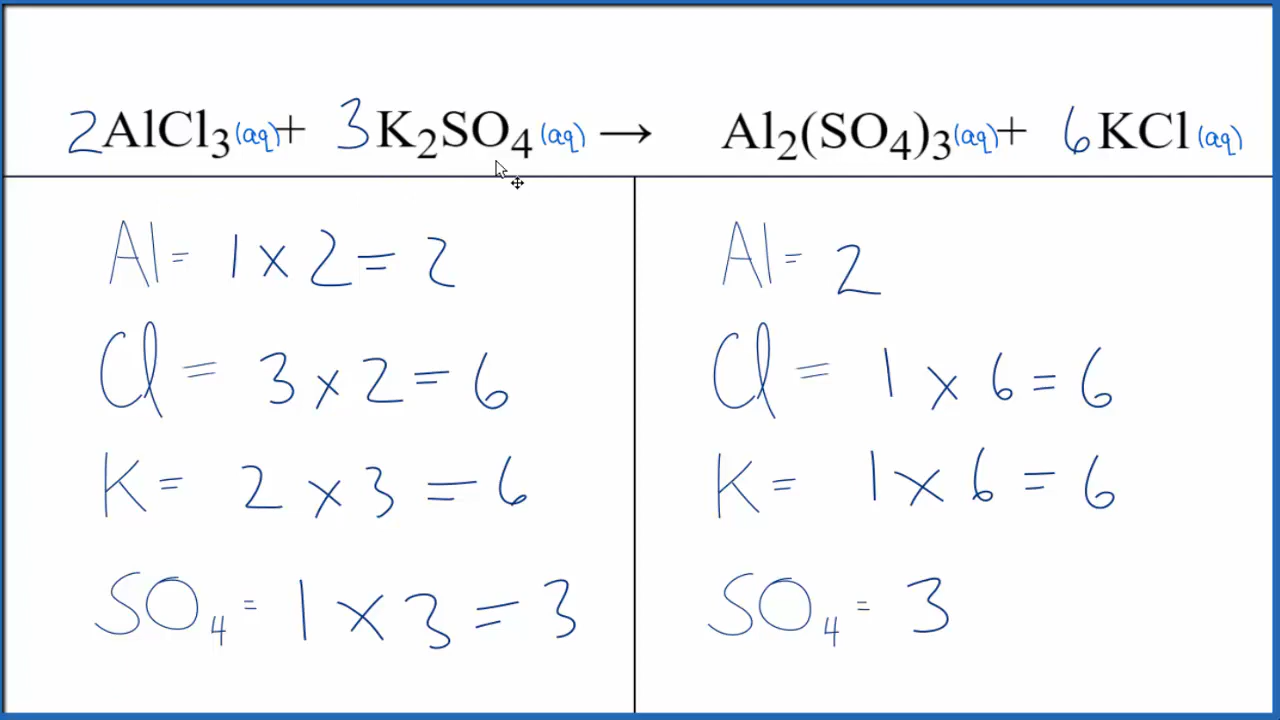 2AlCl₃(aq)+ 3K₂SO₄(aq) → Al₂(SO₄)₃(aq)+ 6KCl(aq)
Al= 1 x 2 = 2
Cl = 3 x 2 = 6
K = 2 x 3 = 6
SO₄ = 1 x 3 = 3
Al= 2
Cl = 1 x 6 = 6
K = 1 x 6 = 6
SO₄ = 3